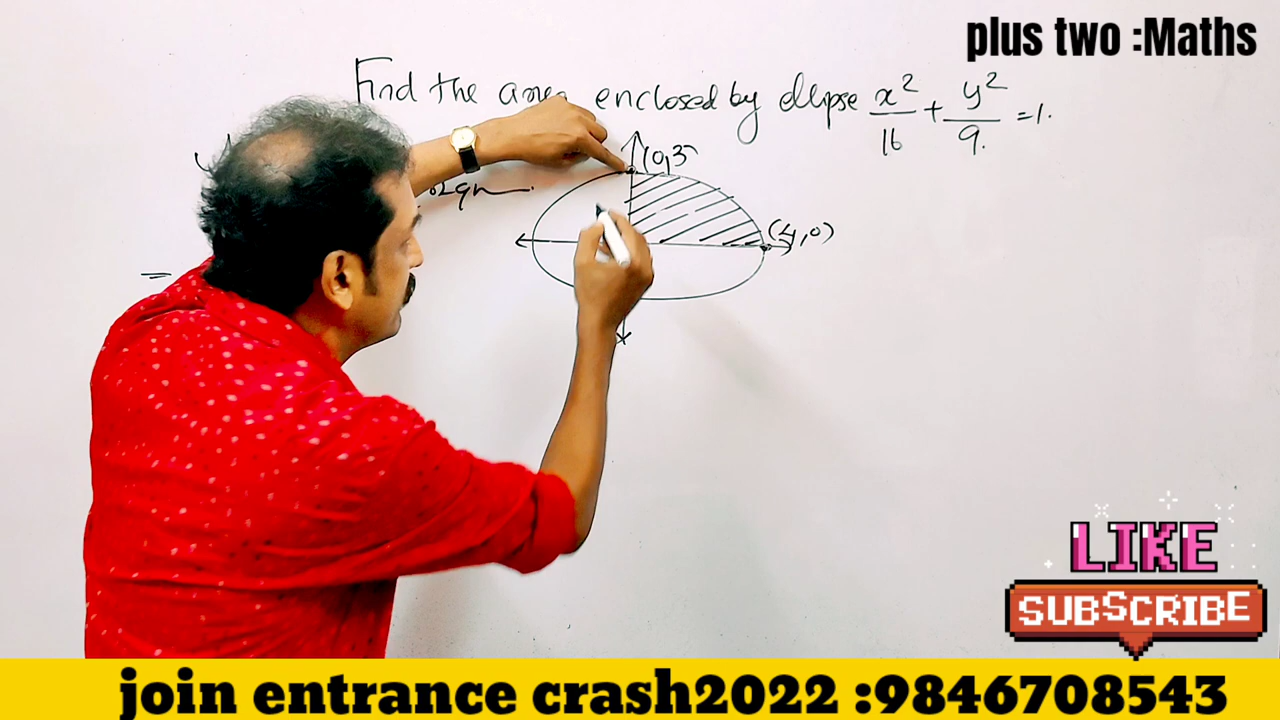 plus two :Maths
Find the area enclosed by ellipse x²/16 + y²/9 = 1.
(0,3)
(4,0)
=
LIKE
SUBSCRIBE
join entrance crash2022 :9846708543